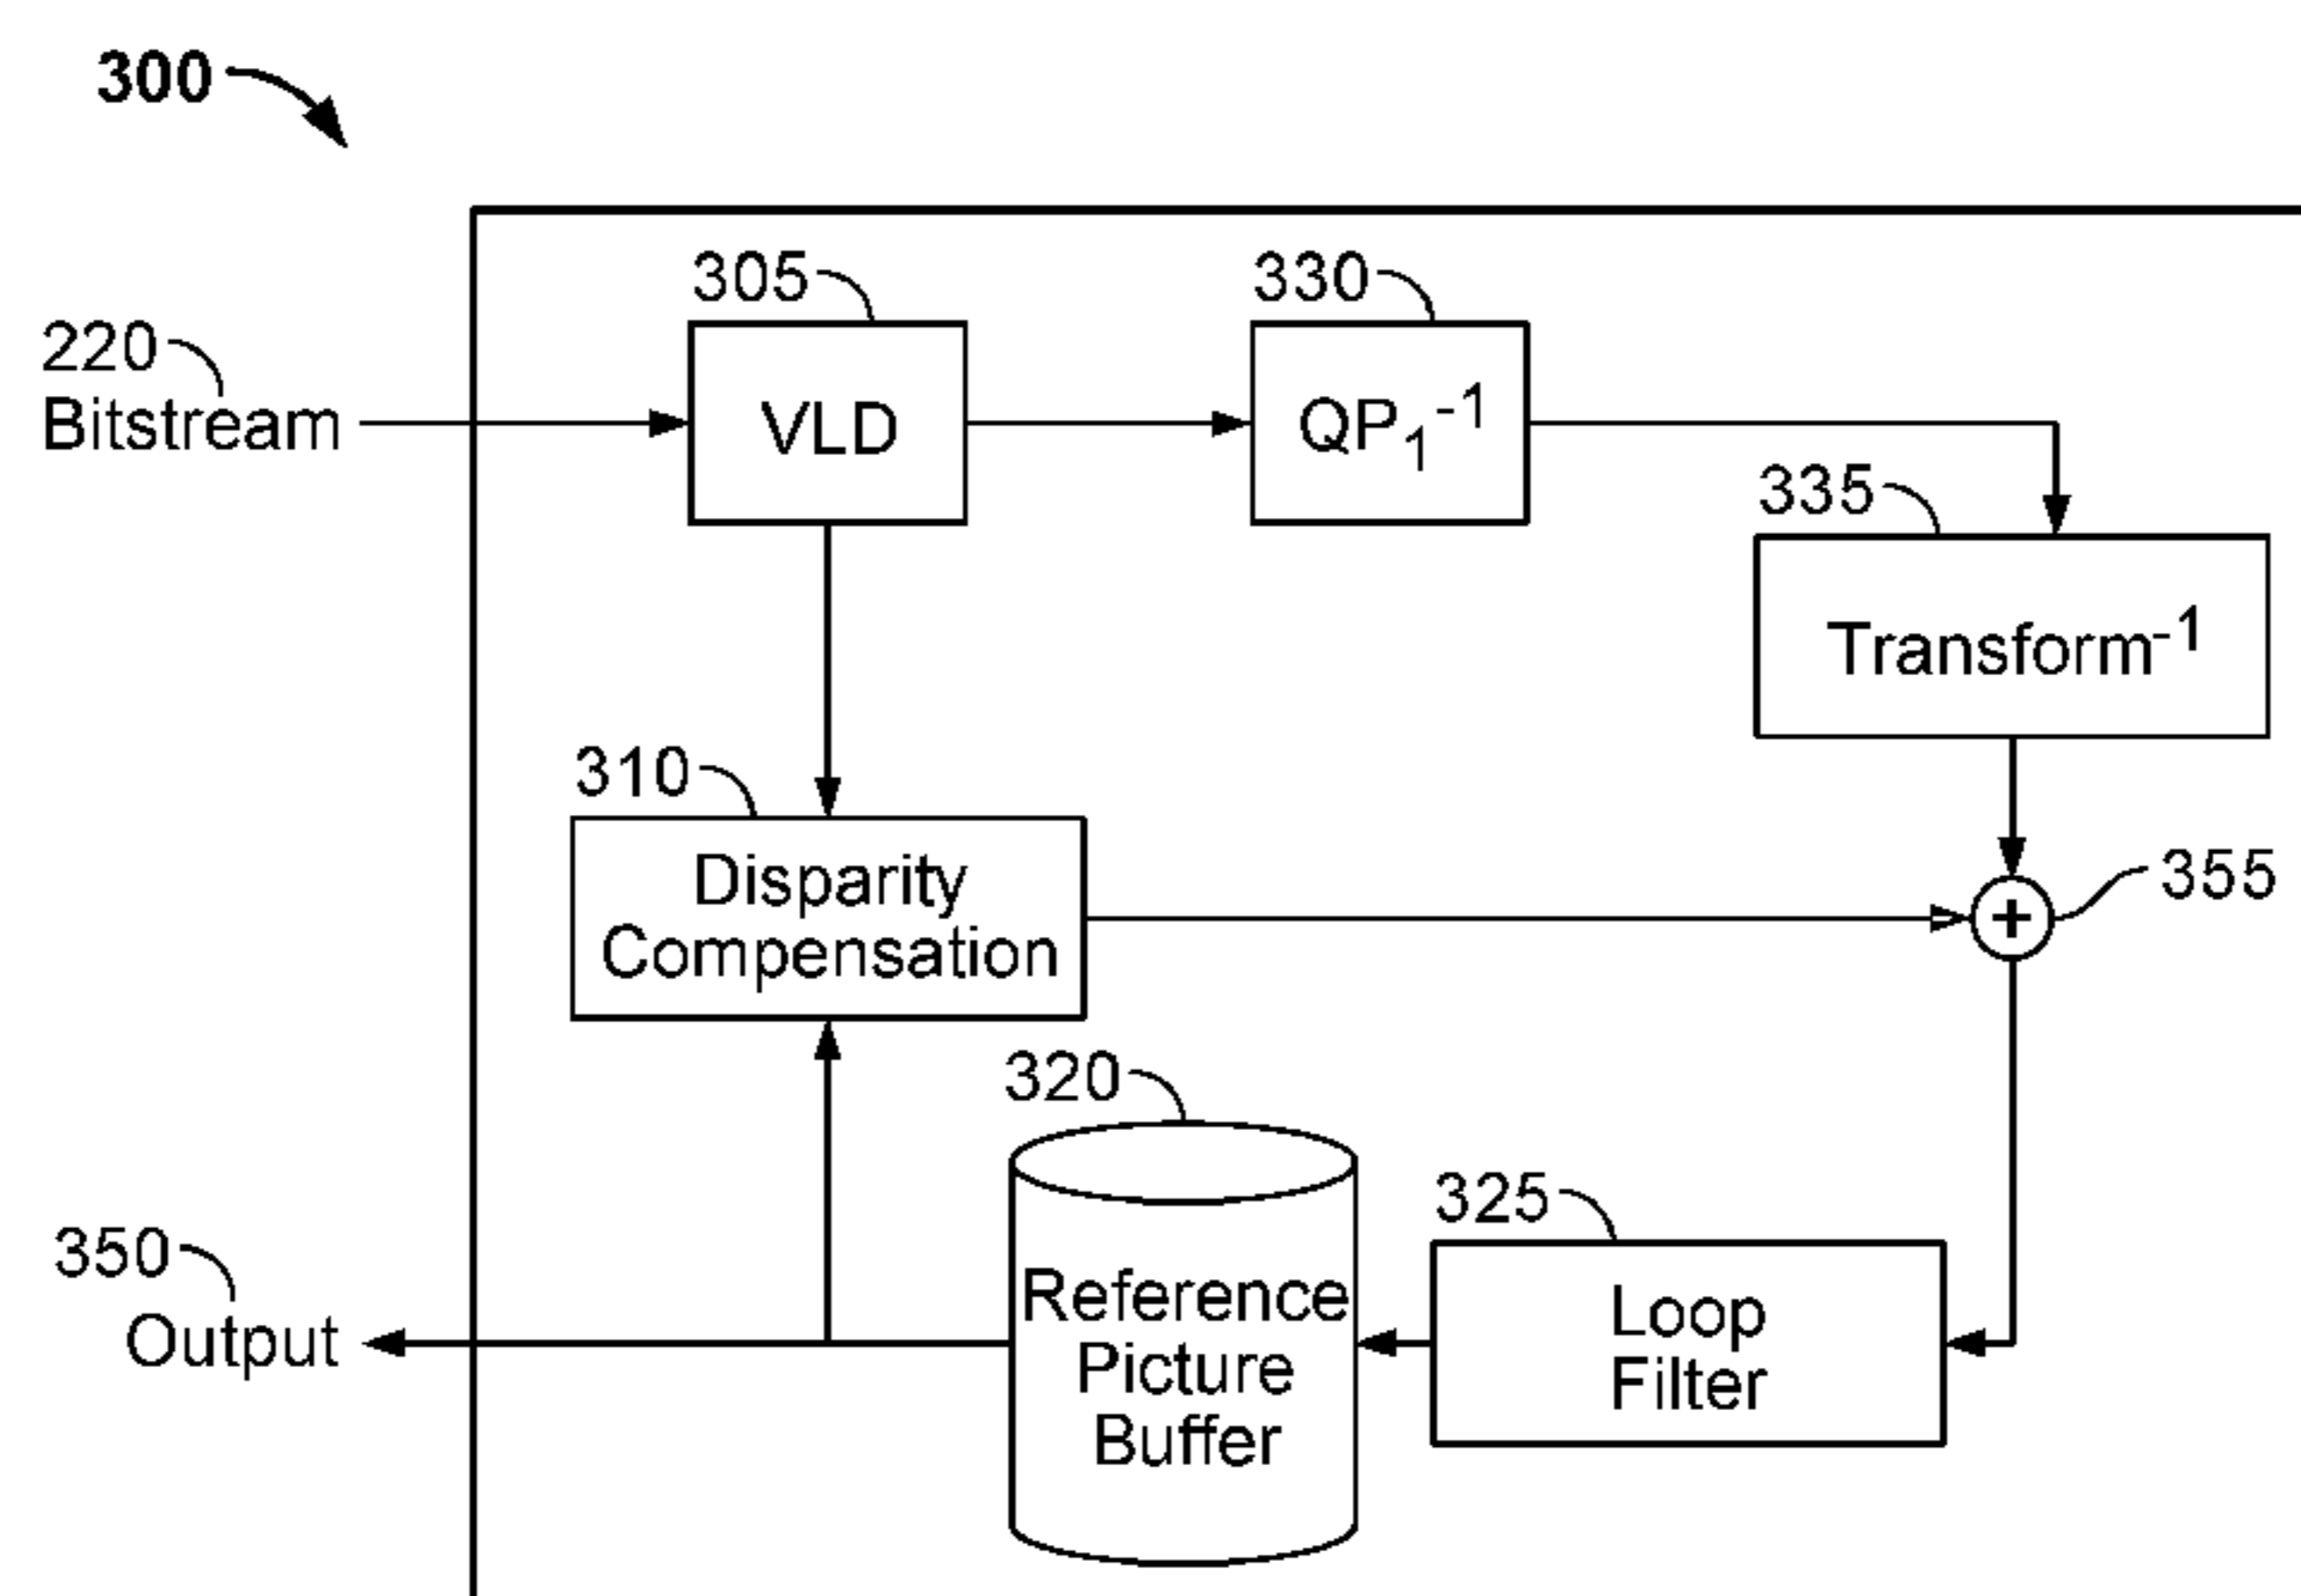 300
305
330
220
Bitstream
VLD
QP₁⁻¹
335
Transform⁻¹
310
Disparity
Compensation
+
355
320
325
350
Output
Reference
Picture
Buffer
Loop
Filter